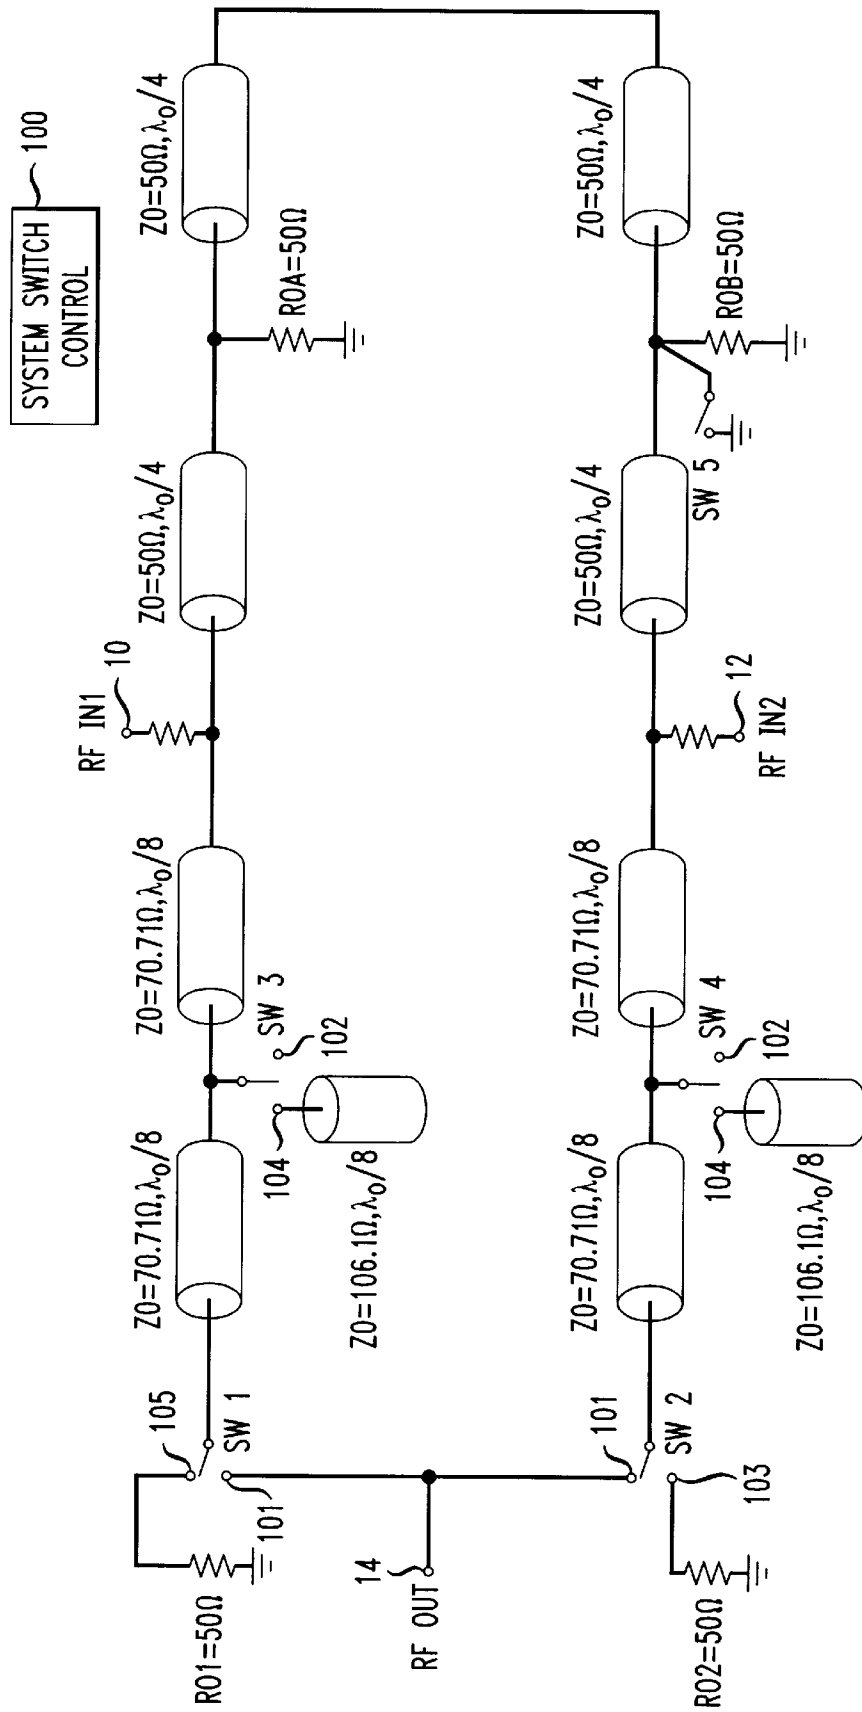 SYSTEM SWITCH
CONTROL
100
RF IN1
10
Z0=70.71Ω,λ0/8
Z0=70.71Ω,λ0/8
Z0=50Ω,λ0/4
Z0=50Ω,λ0/4
105
SW 1
101
R01=50Ω
SW 3
102
104
Z0=106.1Ω,λ0/8
ROA=50Ω
14
RF OUT
101
Z0=70.71Ω,λ0/8
Z0=70.71Ω,λ0/8
Z0=50Ω,λ0/4
Z0=50Ω,λ0/4
SW 2
103
R02=50Ω
SW 4
102
104
Z0=106.1Ω,λ0/8
12
RF IN2
SW 5
ROB=50Ω